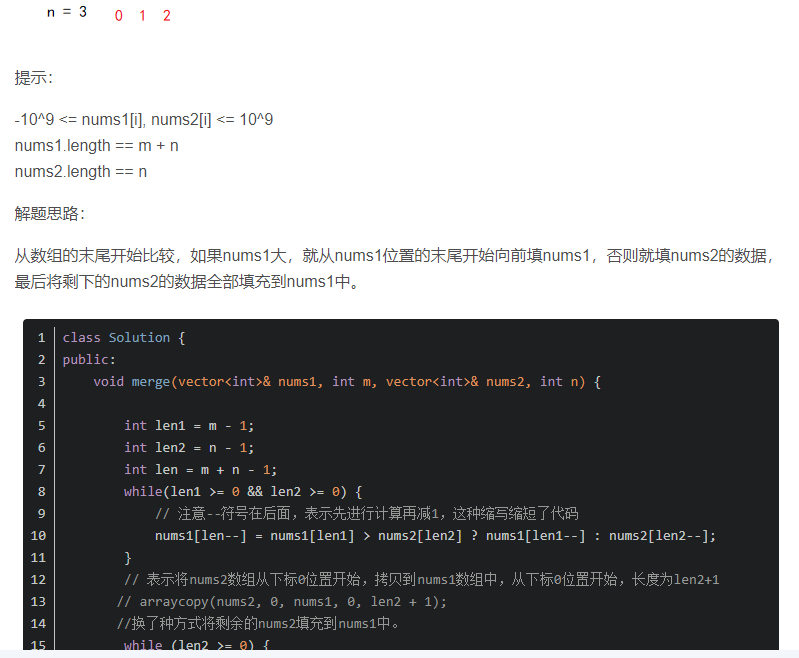 n = 3 0 1 2
提示：
-10^9 <= nums1[i], nums2[i] <= 10^9
nums1.length == m + n
nums2.length == n
解题思路：
从数组的末尾开始比较，如果nums1大，就从nums1位置的末尾开始向前填nums1，否则就填nums2的数据，
最后将剩下的nums2的数据全部填充到nums1中。
1 class Solution {
2 public:
3 void merge(vector<int>& nums1, int m, vector<int>& nums2, int n) {
4
5 int len1 = m - 1;
6 int len2 = n - 1;
7 int len = m + n - 1;
8 while(len1 >= 0 && len2 >= 0) {
9 // 注意--符号在后面，表示先进行计算再减1，这种缩写缩短了代码
10 nums1[len--] = nums1[len1] > nums2[len2] ? nums1[len1--] : nums2[len2--];
11 }
12 // 表示将nums2数组从下标0位置开始，拷贝到nums1数组中，从下标0位置开始，长度为len2+1
13 // arraycopy(nums2, 0, nums1, 0, len2 + 1);
14 //换了种方式将剩余的nums2填充到nums1中。
15 while (len2 >= 0) {